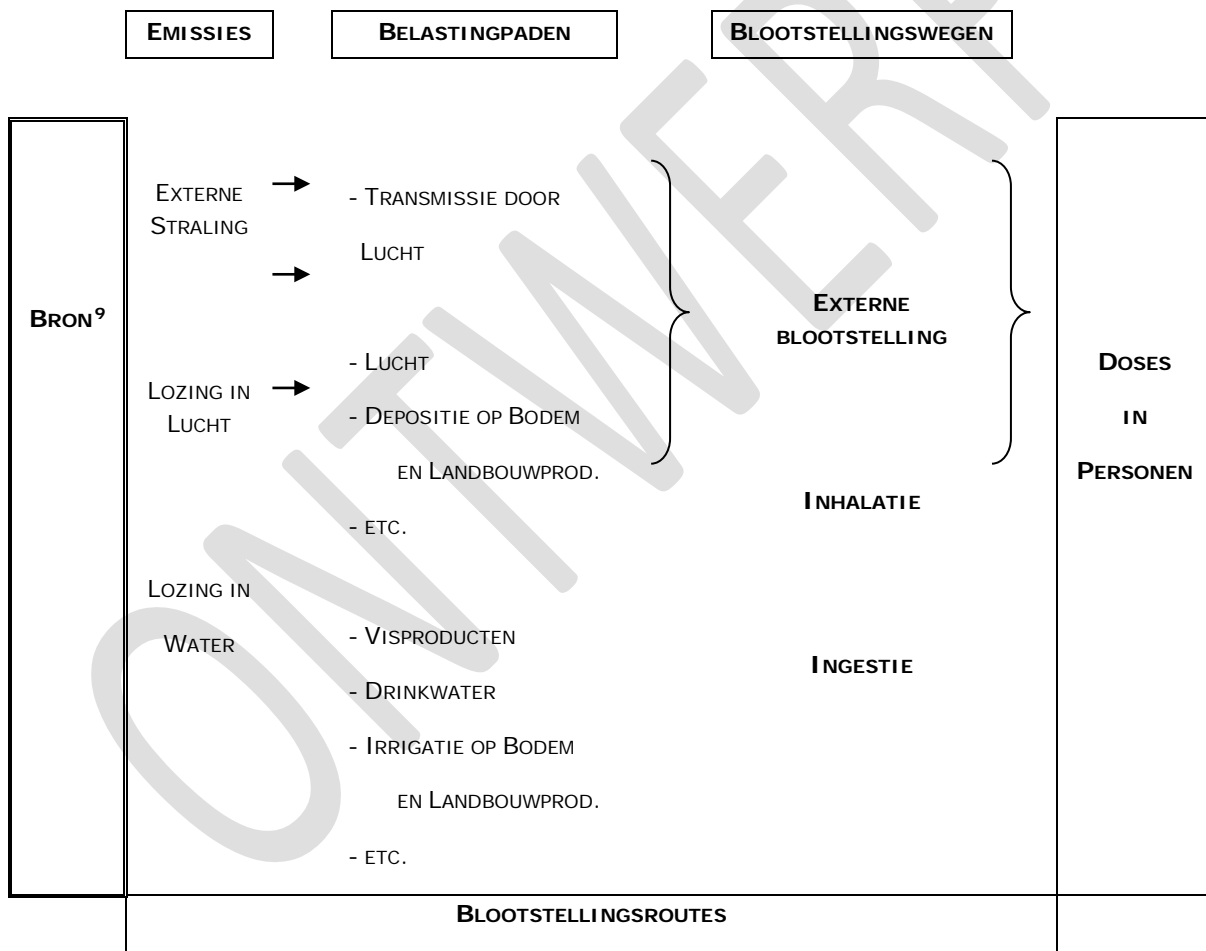 EMISSIES
BELASTINGPADEN
BLOOTSTELLINGSWEGEN
BRON⁹
EXTERNE
STRALING
- TRANSMISSIE DOOR
LUCHT
LOZING IN
LUCHT
- LUCHT
- DEPOSITIE OP BODEM
EN LANDBOUWPROD.
- ETC.
LOZING IN
WATER
- VISPRODUCTEN
- DRINKWATER
- IRRIGATIE OP BODEM
EN LANDBOUWPROD.
- ETC.
EXTERNE
BLOOTSTELLING
INHALATIE
INGESTIE
DOSES
IN
PERSONEN
BLOOTSTELLINGSROUTES
ONTWERP